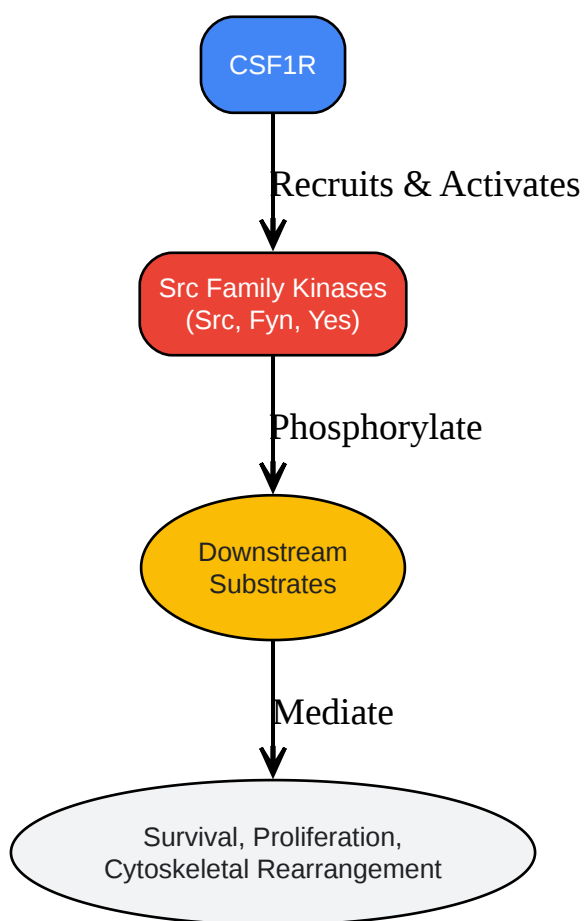 CSF1R
Recruits & Activates
Src Family Kinases
(Src, Fyn, Yes)
Phosphorylate
Downstream
Substrates
Mediate
Survival, Proliferation,
Cytoskeletal Rearrangement